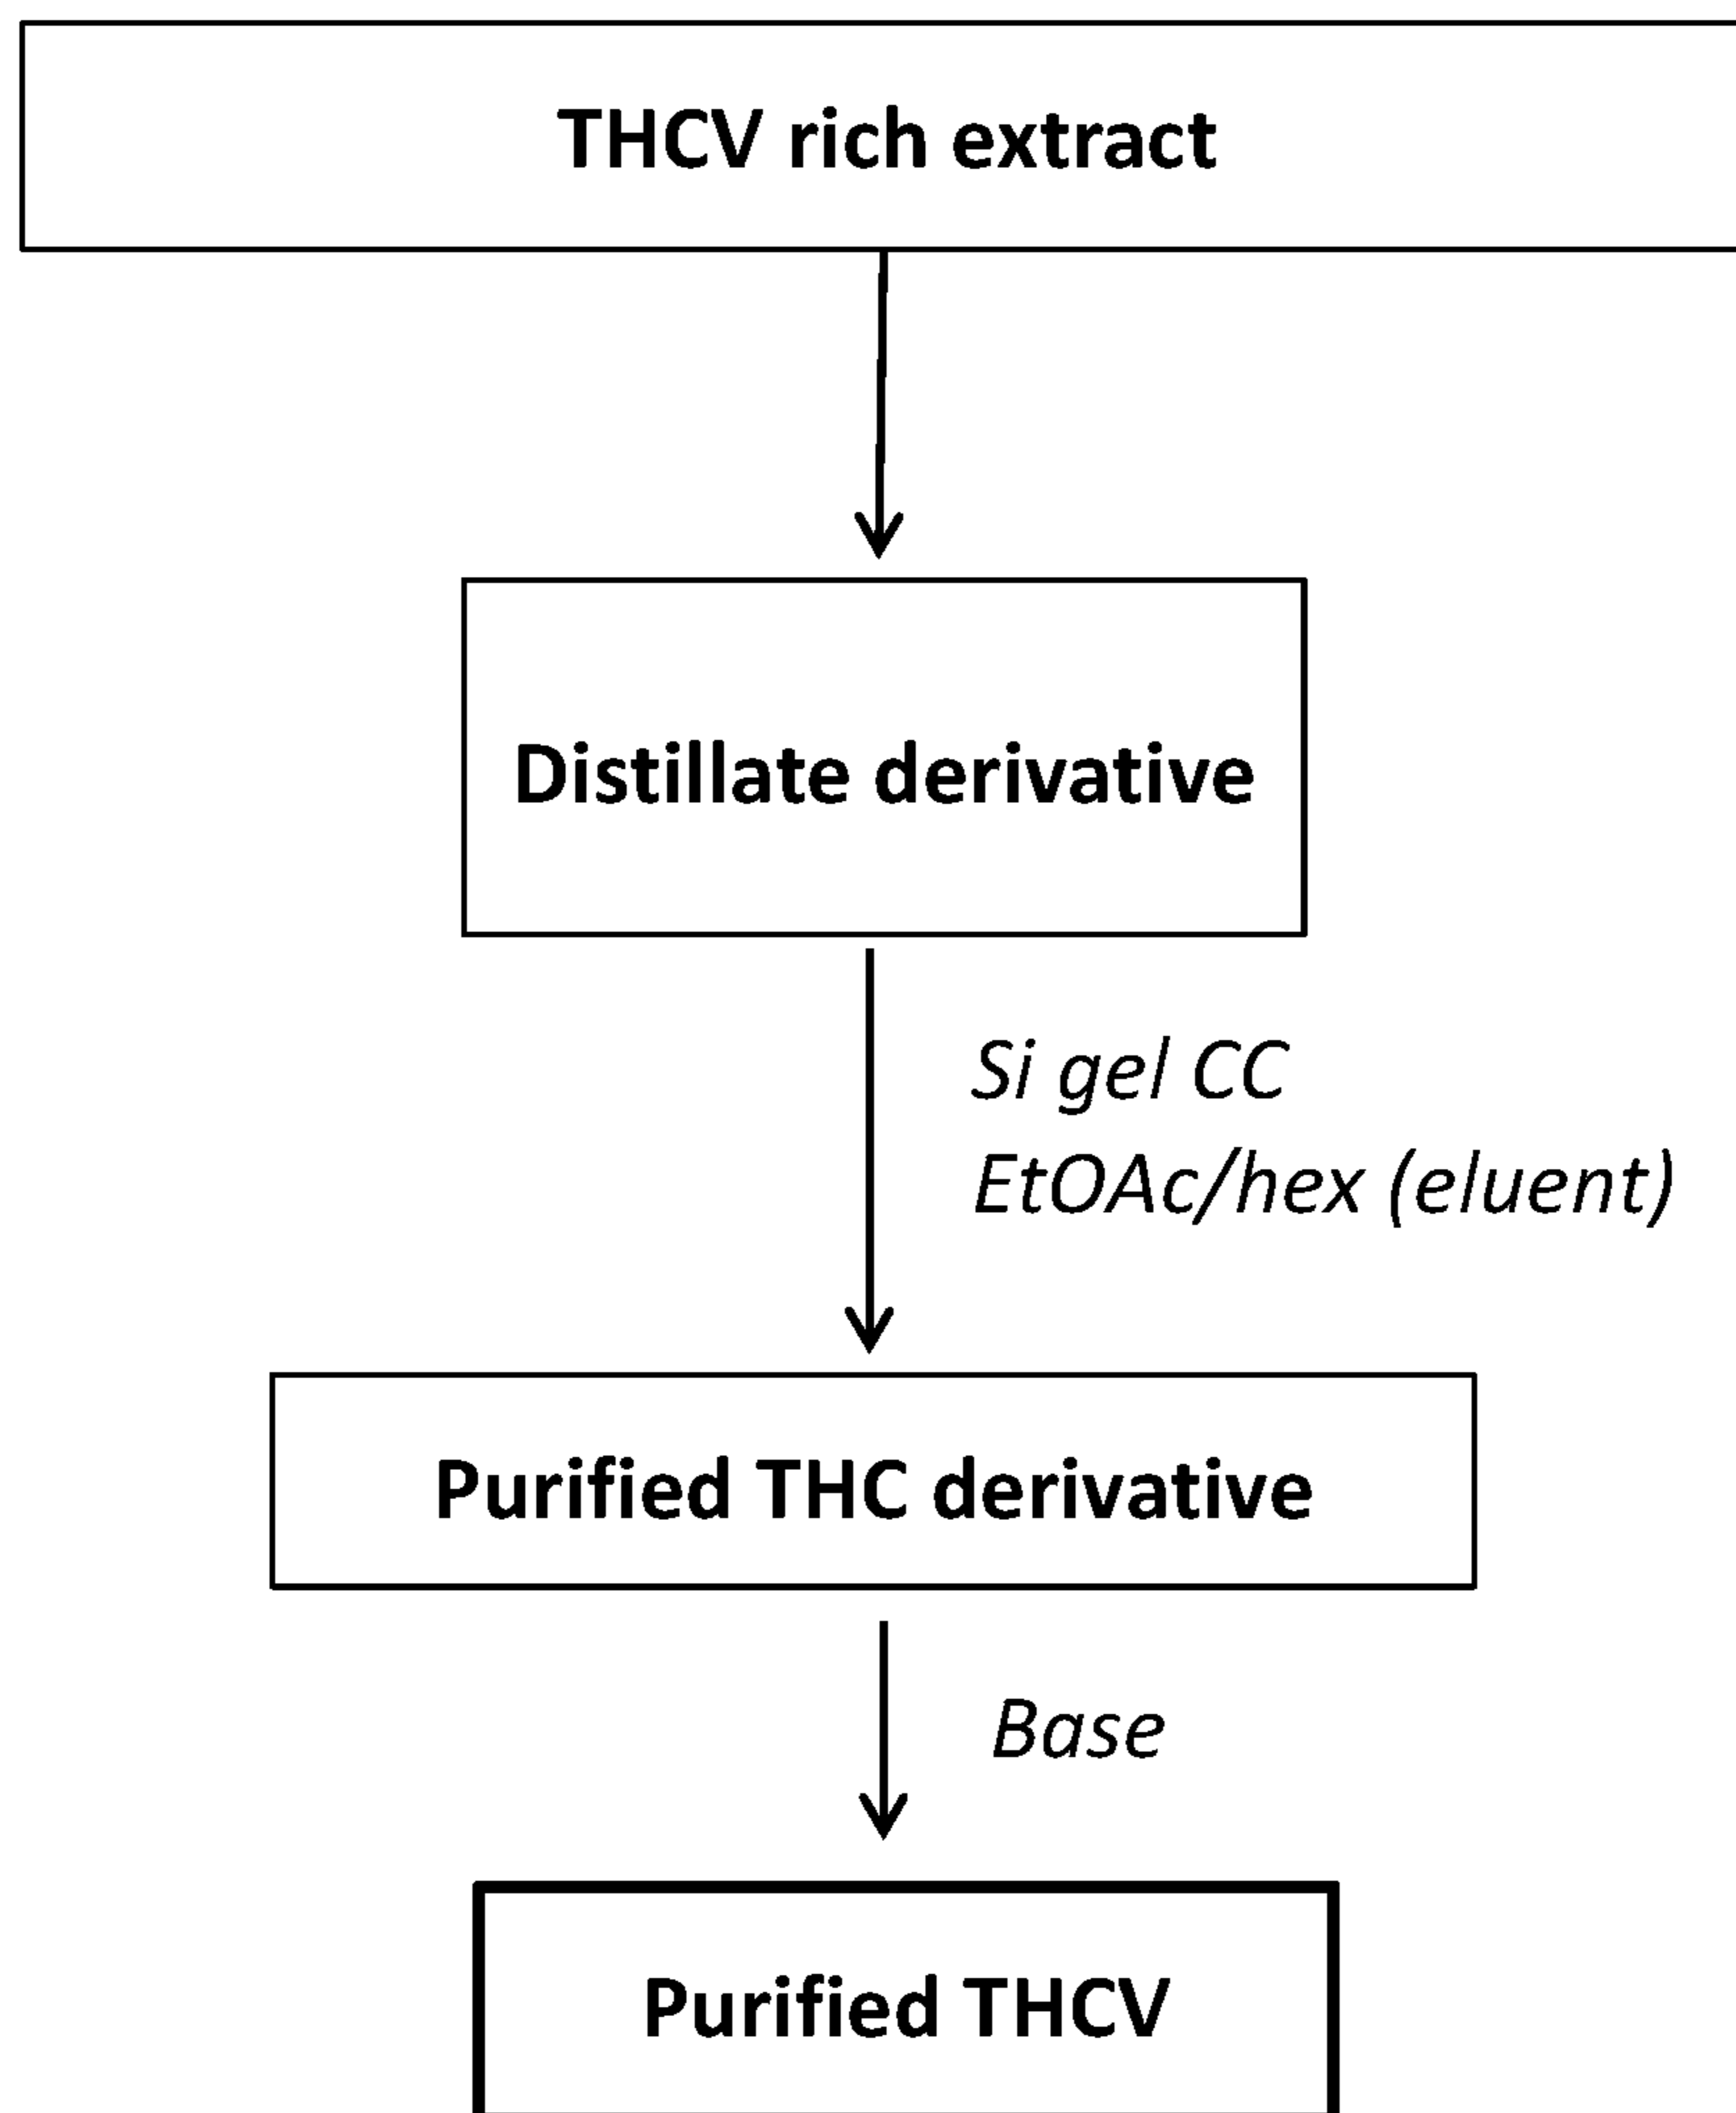 THCV rich extract
Distillate derivative
Si gel CC
EtOAc/hex (eluent)
Purified THC derivative
Base
Purified THCV